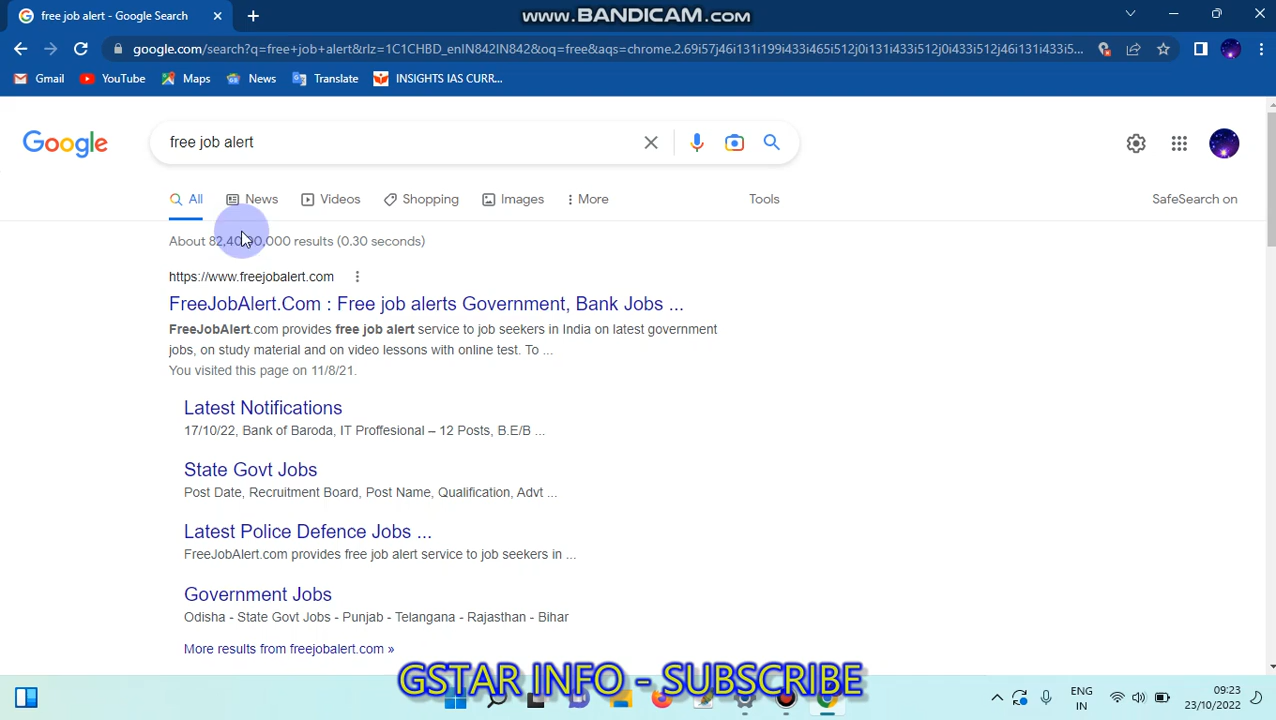 free job alert - Google Search
www.BANDICAM.com
google.com/search?q=free+job+alert&rlz=1C1CHBD_enIN842IN842&oq=free&aqs=chrome.2.69i57j46i131i199i433i465i512j0i131i433i512j46i131i433i5...
Gmail
YouTube
Maps
News
Translate
INSIGHTS IAS CURR...
Google
free job alert
All
News
Videos
Shopping
Images
More
Tools
SafeSearch on
About 82,40,00,000 results (0.30 seconds)
https://www.freejobalert.com
FreeJobAlert.Com : Free job alerts Government, Bank Jobs ...
FreeJobAlert.com provides free job alert service to job seekers in India on latest government
jobs, on study material and on video lessons with online test. To ...
You visited this page on 11/8/21.
Latest Notifications
17/10/22, Bank of Baroda, IT Proffesional – 12 Posts, B.E/B ...
State Govt Jobs
Post Date, Recruitment Board, Post Name, Qualification, Advt ...
Latest Police Defence Jobs ...
FreeJobAlert.com provides free job alert service to job seekers in ...
Government Jobs
Odisha - State Govt Jobs - Punjab - Telangana - Rajasthan - Bihar
More results from freejobalert.com »
GSTAR INFO - SUBSCRIBE
ENG
IN
09:23
23/10/2022